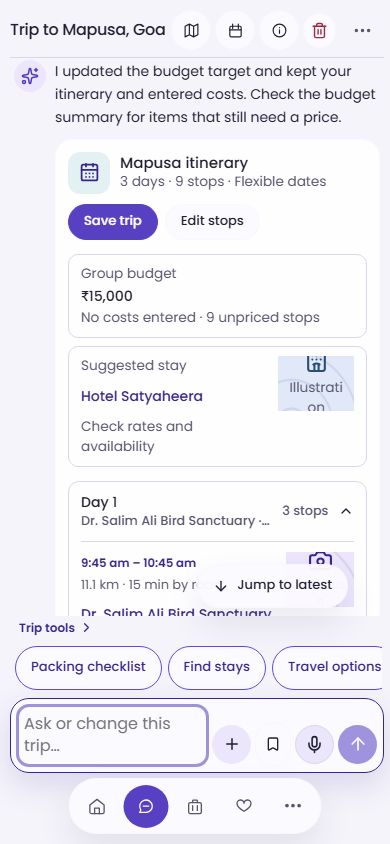 Trip to Mapusa, Goa
I updated the budget target and kept your
itinerary and entered costs. Check the budget
summary for items that still need a price.
Mapusa itinerary
3 days · 9 stops · Flexible dates
Save trip
Edit stops
Group budget
₹15,000
No costs entered · 9 unpriced stops
Suggested stay
Hotel Satyaheera
Check rates and
availability
Illustrati
on
Day 1
Dr. Salim Ali Bird Sanctuary ·...
3 stops
9:45 am – 10:45 am
11.1 km · 15 min by
Jump to latest
Dr. Salim Ali Bird Sanctuary
Trip tools
Packing checklist
Find stays
Travel options
Ask or change this
trip...